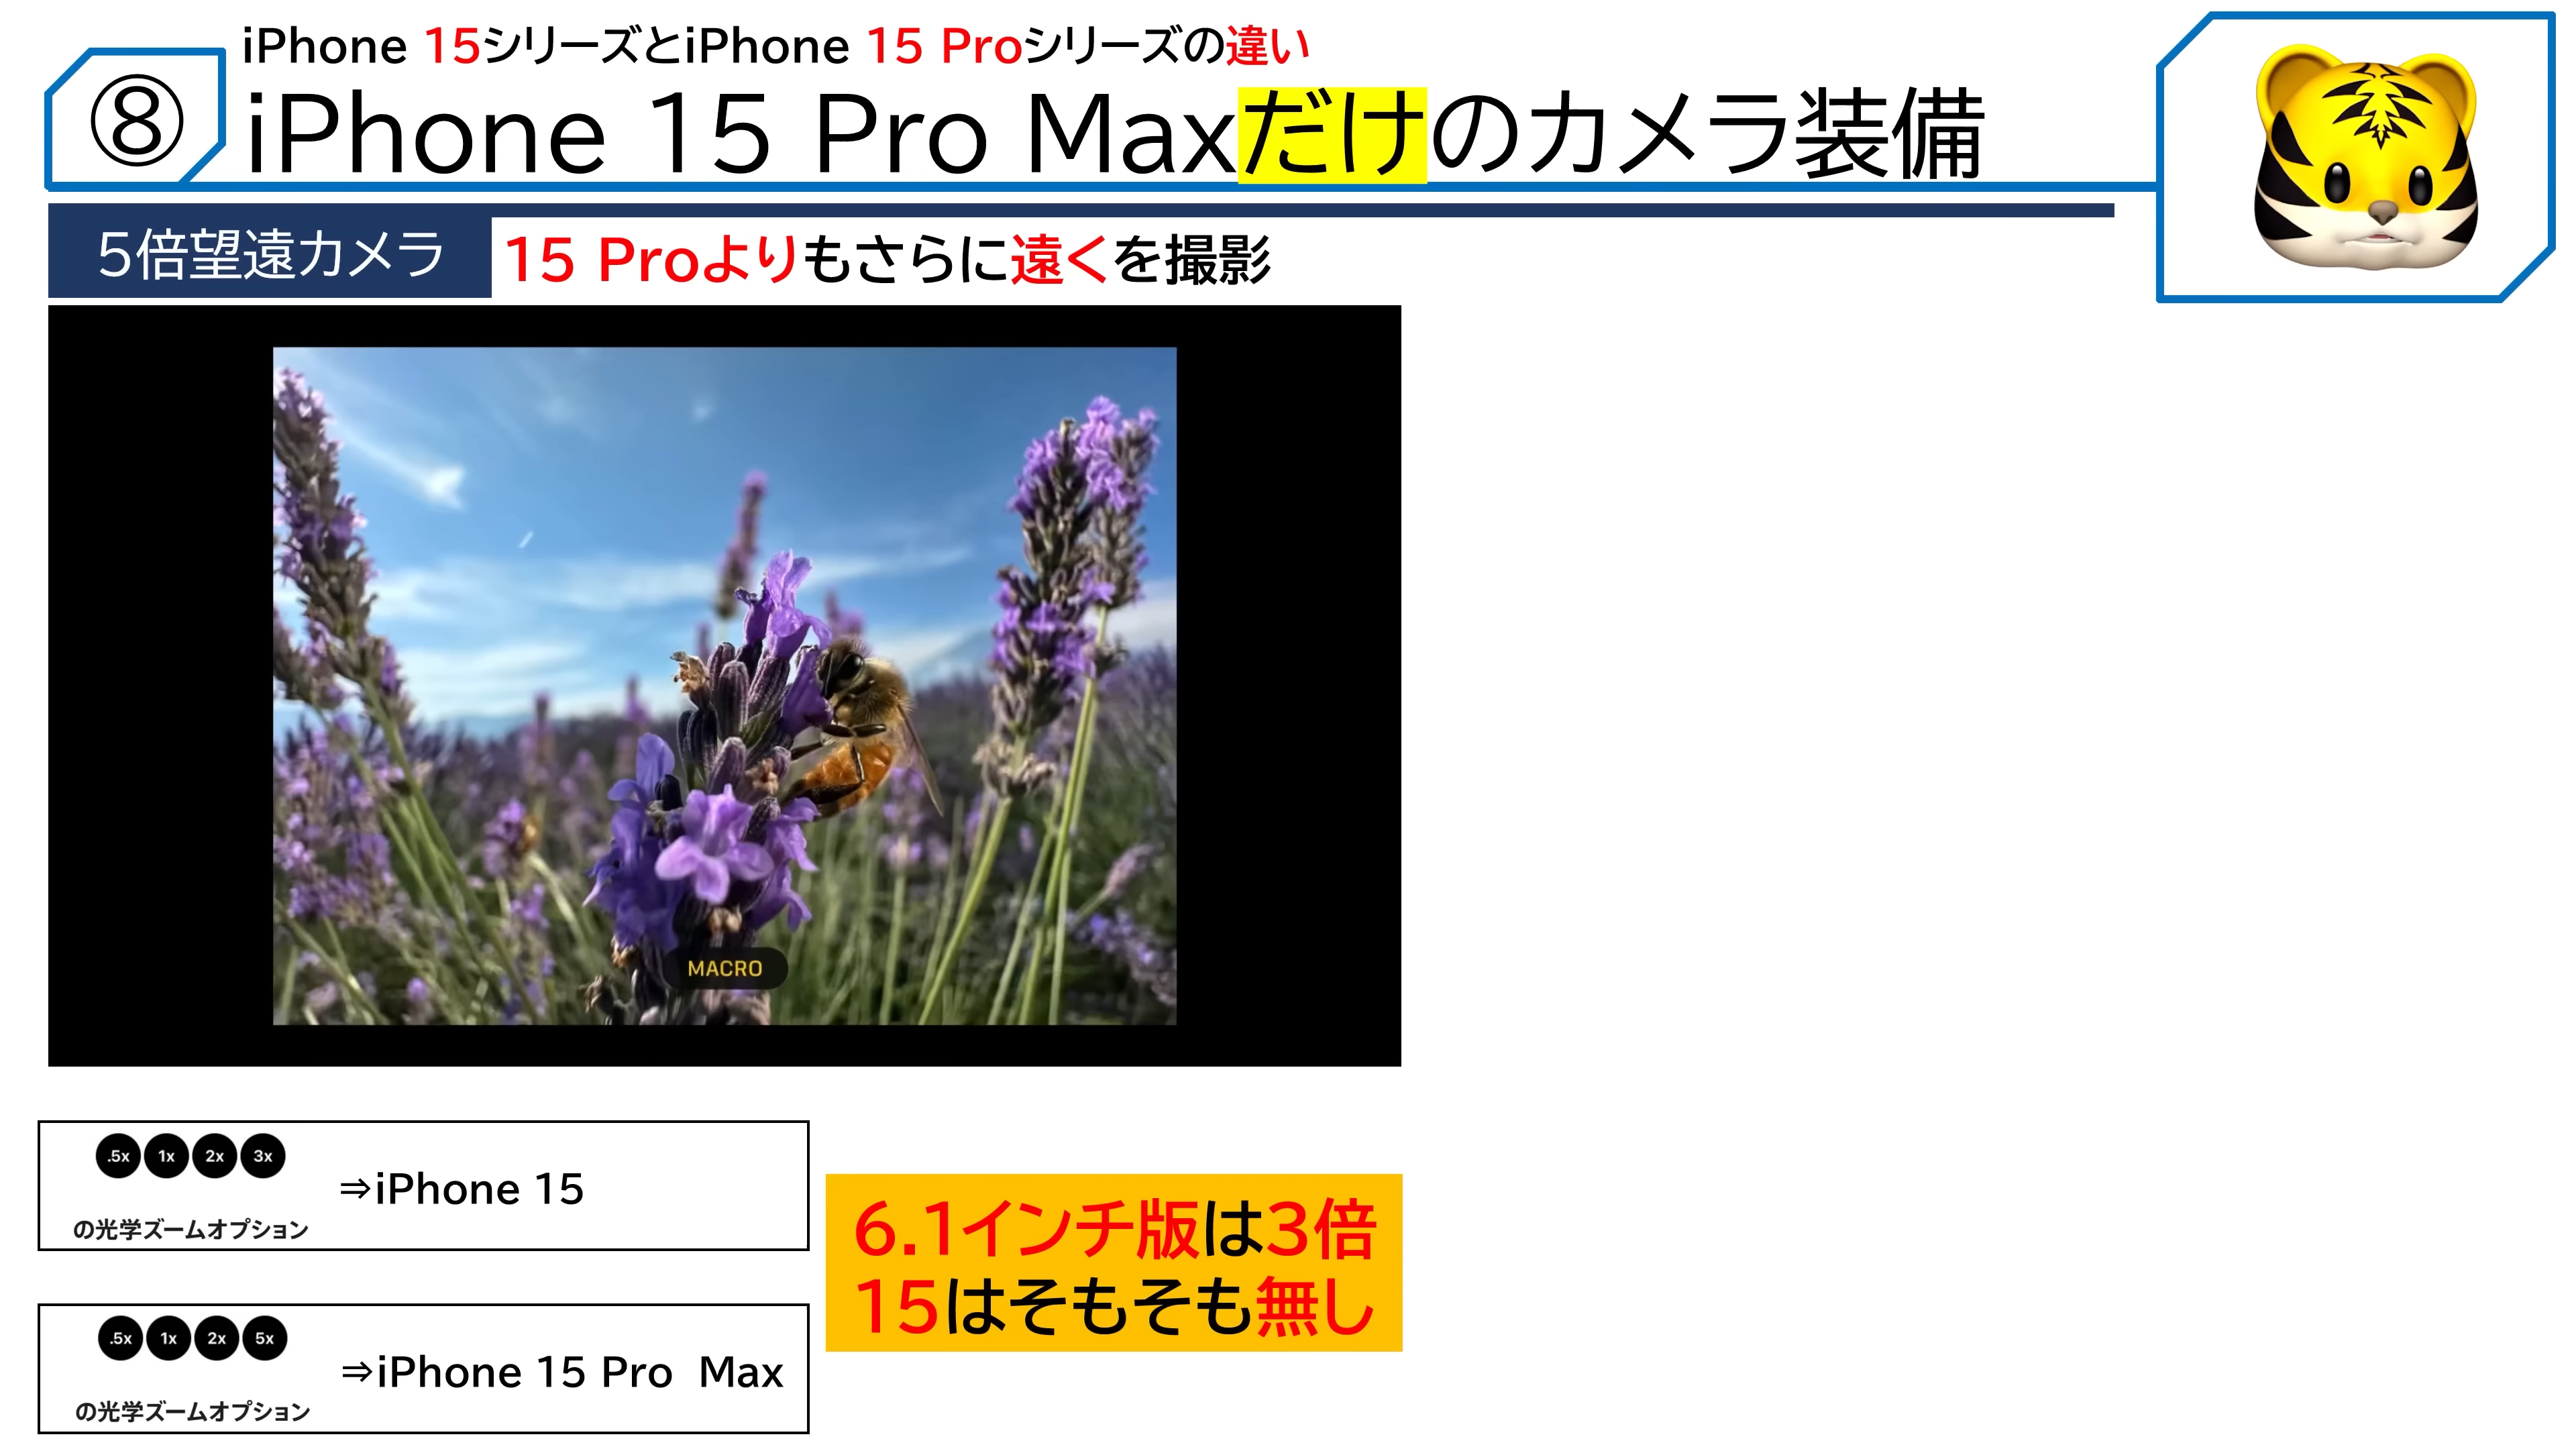 iPhone 15シリーズとiPhone 15 Proシリーズの違い
⑧ iPhone 15 Pro Maxだけのカメラ装備
5倍望遠カメラ 15 Proよりもさらに遠くを撮影
MACRO
.5x 1x 2x 3x
⇒iPhone 15
の光学ズームオプション
6.1インチ版は3倍
15はそもそも無し
.5x 1x 2x 5x
⇒iPhone 15 Pro Max
の光学ズームオプション